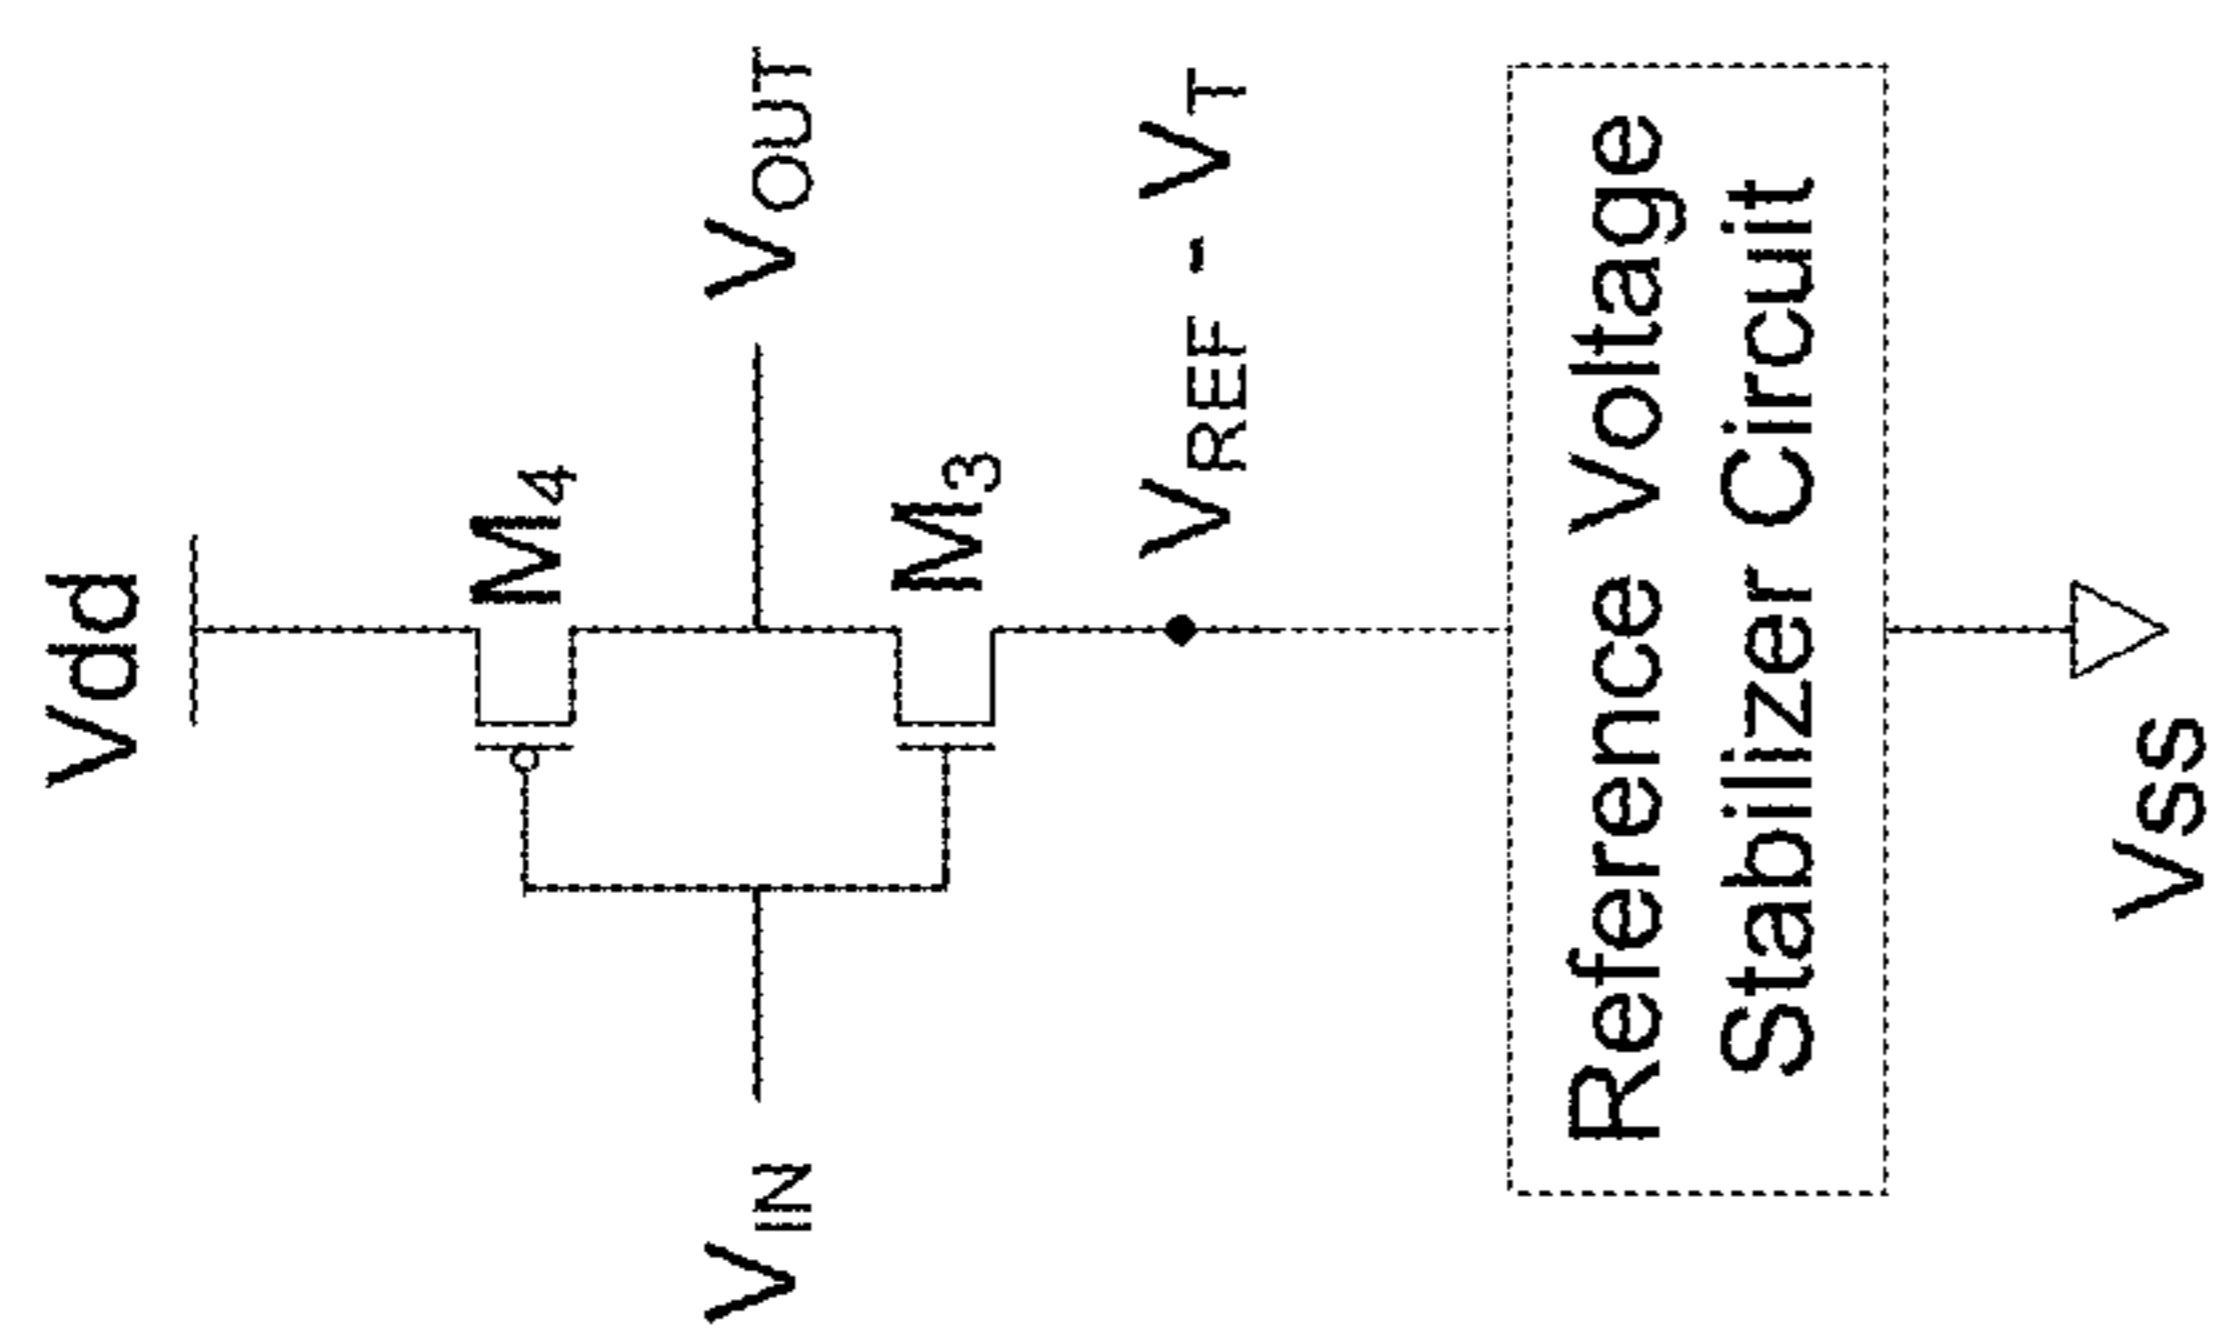 Vdd
M4
VIN
VOUT
M3
VREF - VT
Reference Voltage
Stabilizer Circuit
Vss